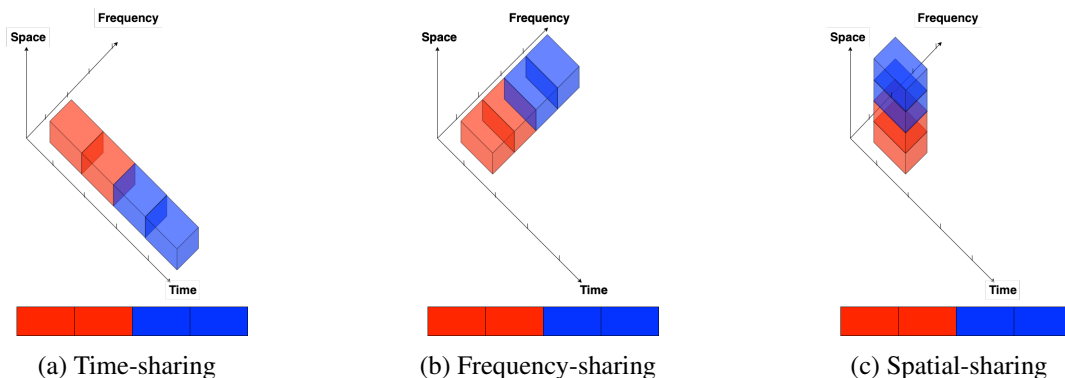 Frequency
Space
Time
(a) Time-sharing
Frequency
Space
Time
(b) Frequency-sharing
Frequency
Space
Time
(c) Spatial-sharing